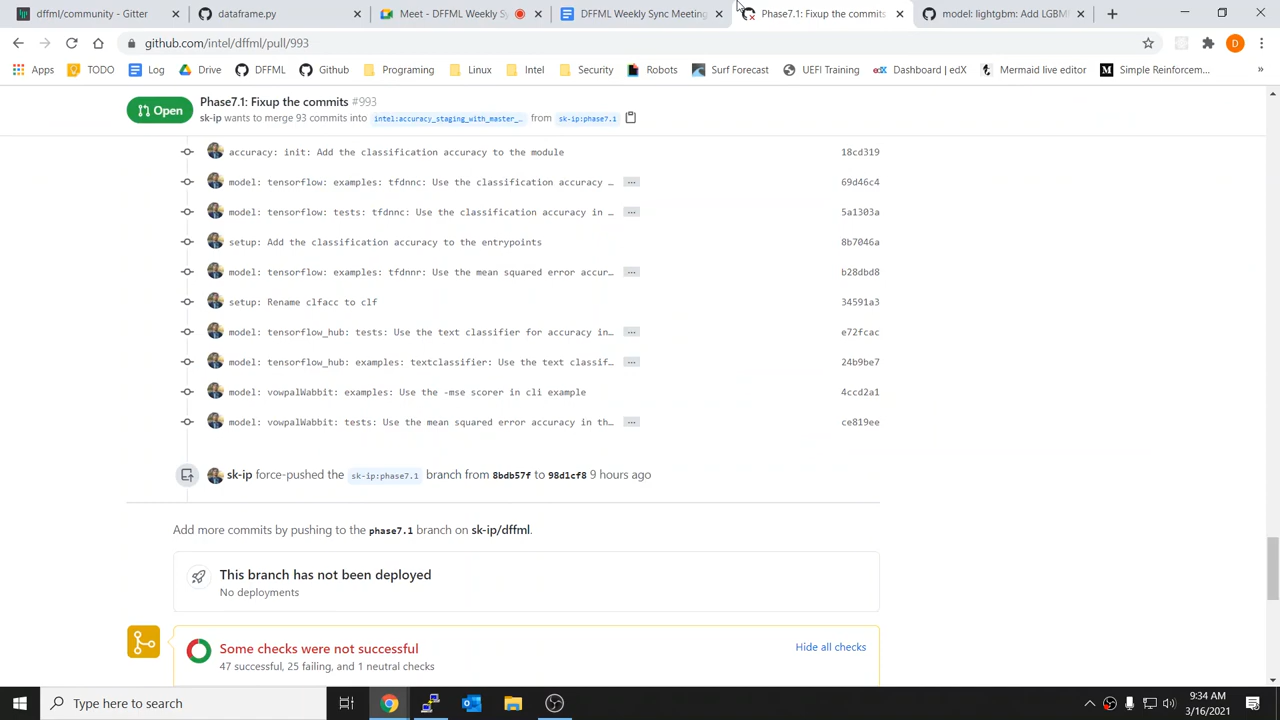 dffml/community - Gitter
dataframe.py
Meet - DFFML Weekly Sy
DFFML Weekly Sync Meeting
Phase7.1: Fixup the commits
model: lightgbm: Add LGBM
github.com/intel/dffml/pull/993
D
Apps
TODO
Log
Drive
DFFML
Github
Programing
Linux
Intel
Security
Robots
Surf Forecast
UEFI Training
Dashboard | edX
Mermaid live editor
Simple Reinforcem...
Open
Phase7.1: Fixup the commits #993
sk-ip wants to merge 93 commits into intel:accuracy_staging_with_master_… from sk-ip:phase7.1
accuracy: init: Add the classification accuracy to the module 18cd319
model: tensorflow: examples: tfdnnc: Use the classification accuracy … 69d46c4
model: tensorflow: tests: tfdnnc: Use the classification accuracy in … 5a1303a
setup: Add the classification accuracy to the entrypoints 8b7046a
model: tensorflow: examples: tfdnnr: Use the mean squared error accur… b28dbd8
setup: Rename clfacc to clf 34591a3
model: tensorflow_hub: tests: Use the text classifier for accuracy in… e72fcac
model: tensorflow_hub: examples: textclassifier: Use the text classif… 24b9be7
model: vowpalWabbit: examples: Use the -mse scorer in cli example 4ccd2a1
model: vowpalWabbit: tests: Use the mean squared error accuracy in th… ce819ee
sk-ip force-pushed the sk-ip:phase7.1 branch from 8bdb57f to 98d1cf8 9 hours ago
Add more commits by pushing to the phase7.1 branch on sk-ip/dffml.
This branch has not been deployed
No deployments
Some checks were not successful
Hide all checks
47 successful, 25 failing, and 1 neutral checks
Type here to search
9:34 AM
3/16/2021